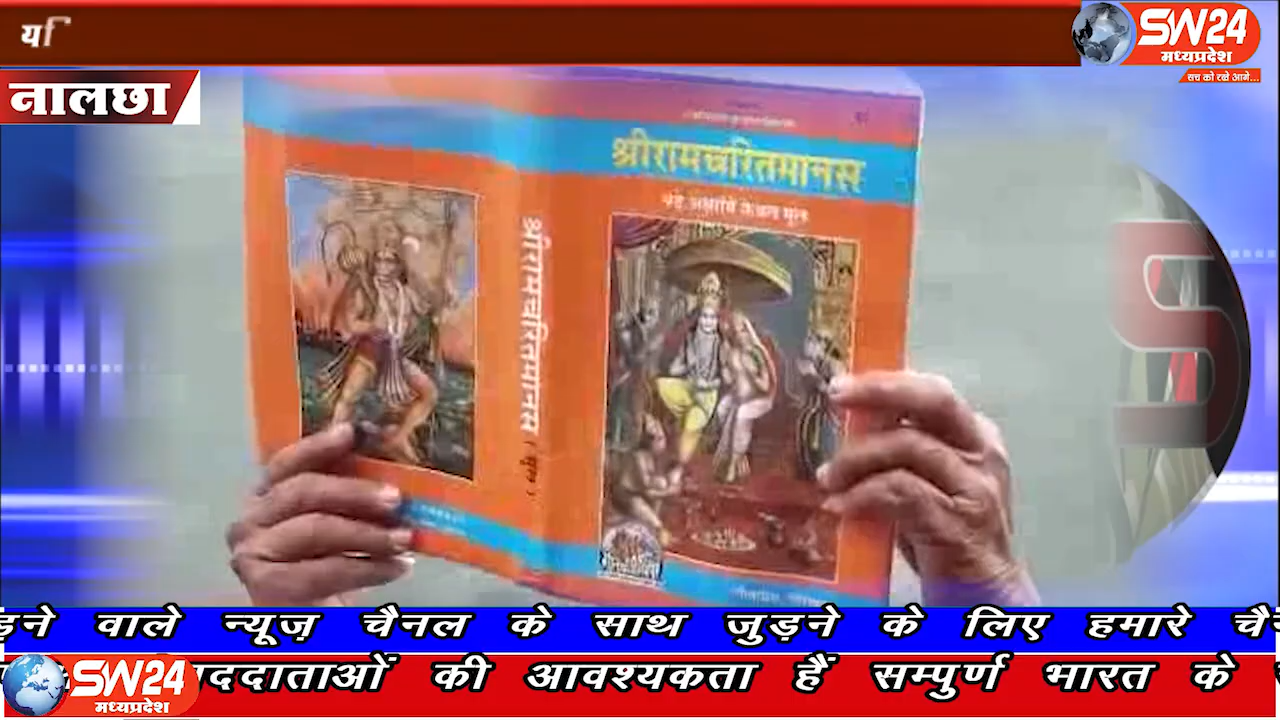 SW24
मध्यप्रदेश
सच को रखे आगे...
नालछा
श्रीरामचरितमानस
श्रीरामचरितमानस
ड़ने वाले न्यूज़ चैनल के साथ जुड़ने के लिए हमारे चै
SW24
मध्यप्रदेश
ददाताओं की आवश्यकता हैं सम्पुर्ण भारत के